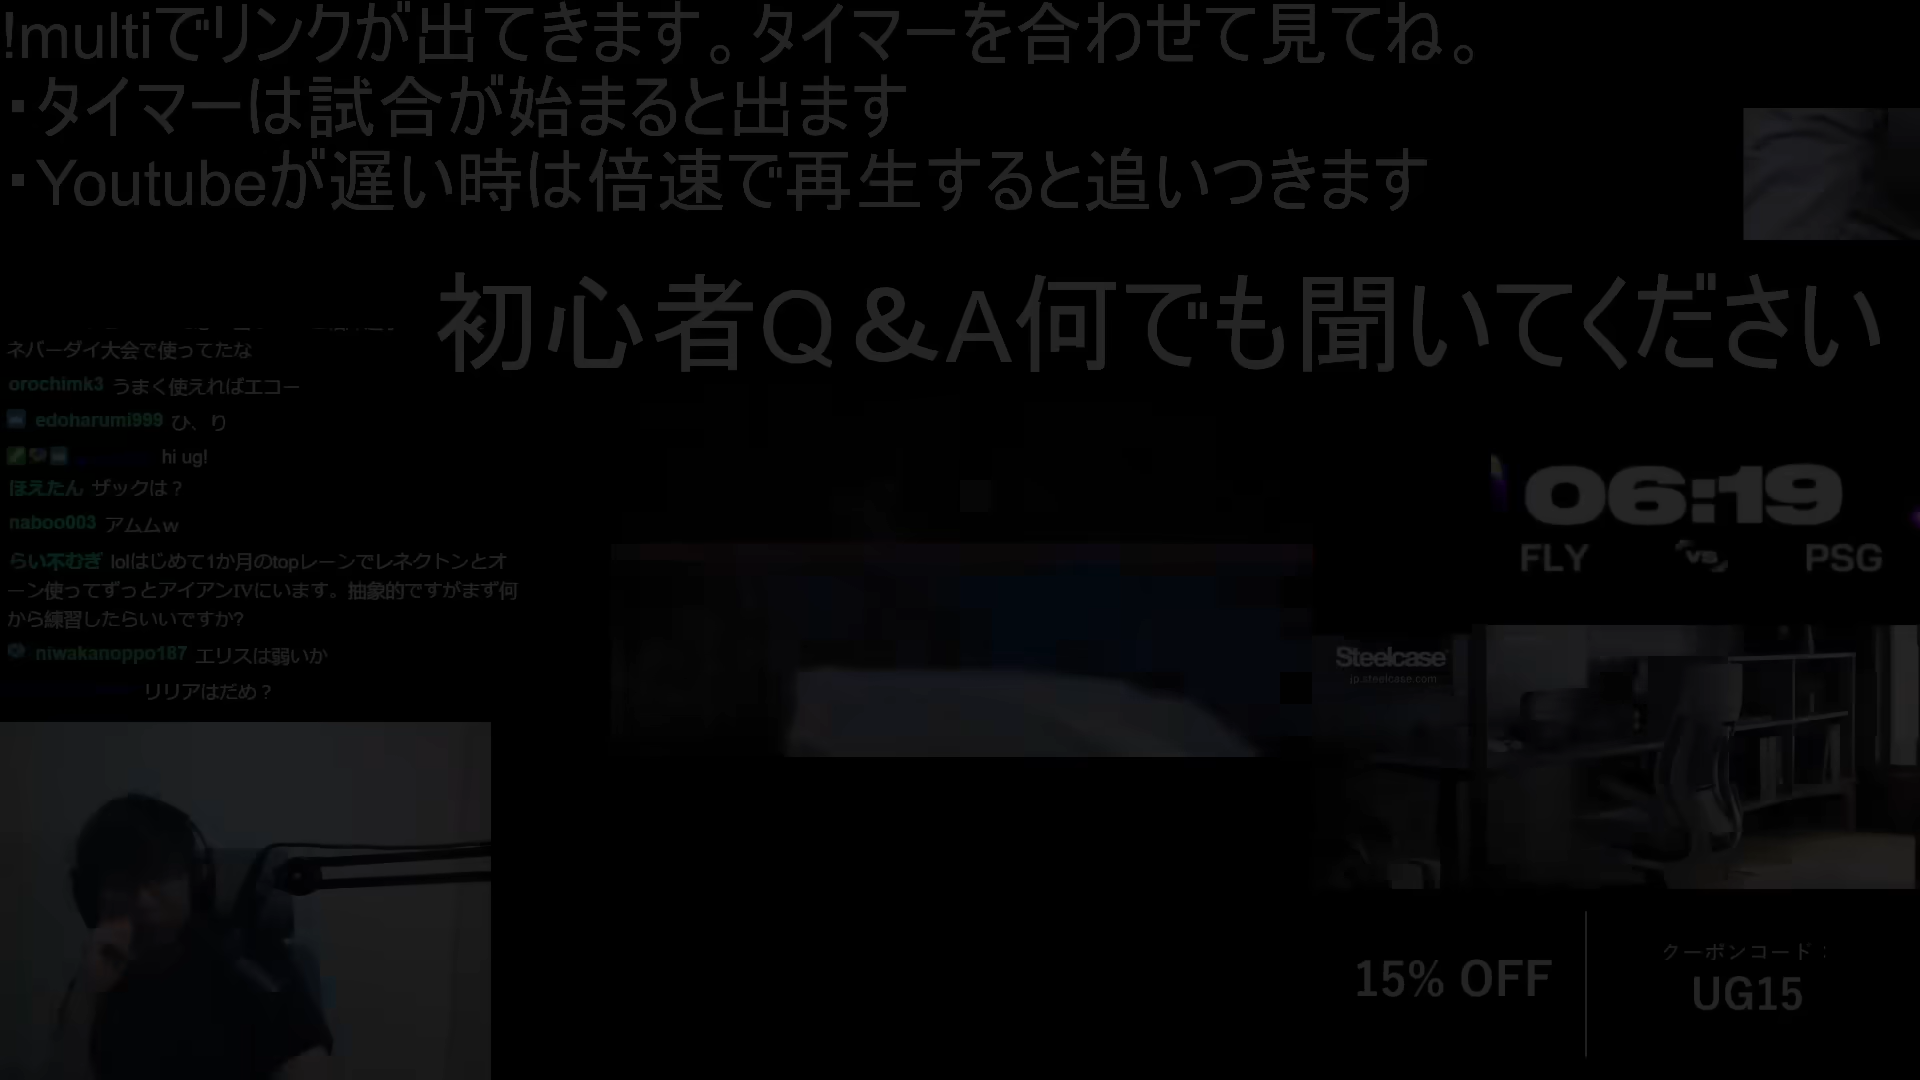 !multiでリンクが出てきます。タイマーを合わせて見てね。
・タイマーは試合が始まると出ます
・Youtubeが遅い時は倍速で再生すると追いつきます
初心者Q＆A何でも聞いてください
ネバーダイ大会で使ってたな
orochimk3 うまく使えればエコー
edoharumi999 ひ、り
hi ug!
ほえたん ザックは？
naboo003 アムムｗ
らい不むぎ lolはじめて1か月のtopレーンでレネクトンとオ
ーン使ってずっとアイアンIVにいます。抽象的ですがまず何
から練習したらいいですか?
niwakanoppo187 エリスは弱いか
リリアはだめ？
06:19
FLY VS PSG
Steelcase
jp.steelcase.com
15% OFF
クーポンコード：
UG15